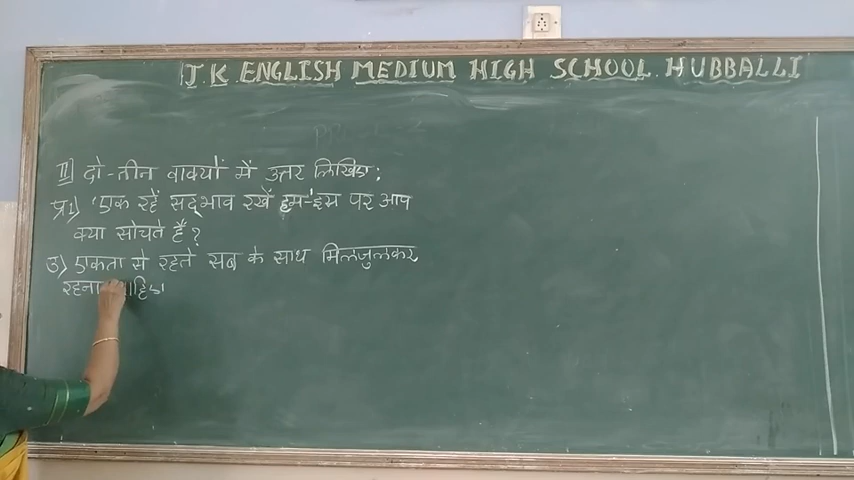 J.K. ENGLISH MEDIUM HIGH SCHOOL. HUBBALLI
II] दो-तीन वाक्यों में उत्तर लिखिए:
प्र1) 'एक रहें सद्भाव रखें हम' - इस पर आप
क्या सोचते हैं?
उ) एकता से रहते सब के साथ मिलजुलकर
रहना